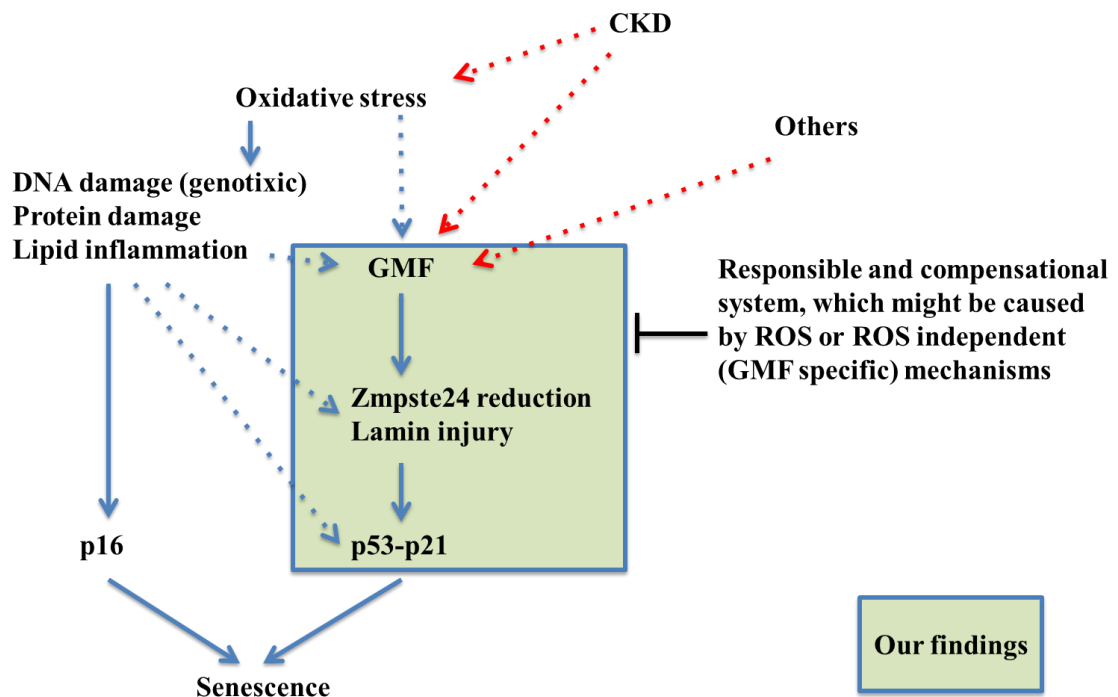 CKD
Oxidative stress
Others
DNA damage (genotixic)
Protein damage
Lipid inflammation
GMF
Responsible and compensational
system, which might be caused
by ROS or ROS independent
(GMF specific) mechanisms
Zmpste24 reduction
Lamin injury
p16
p53-p21
Our findings
Senescence